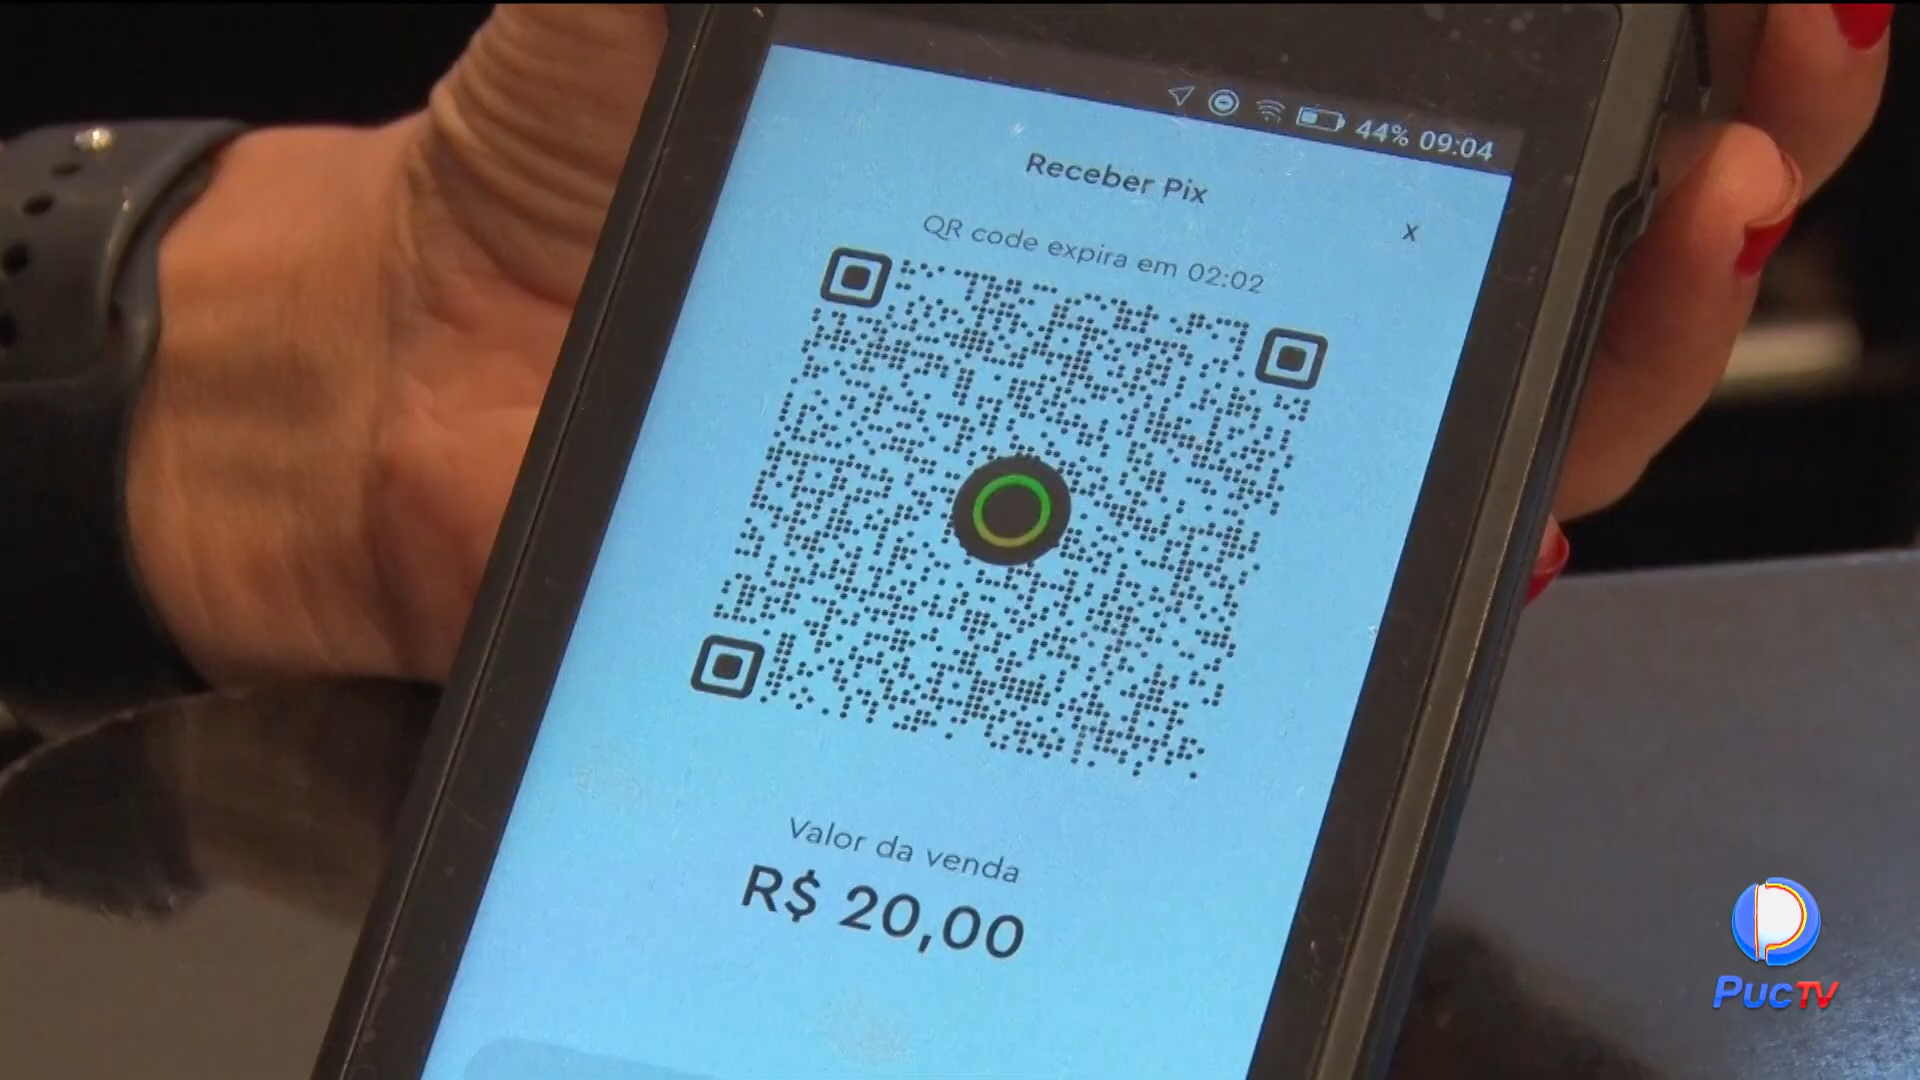 44% 09:04
Receber Pix
X
QR code expira em 02:02
Valor da venda
R$ 20,00
PUCTV